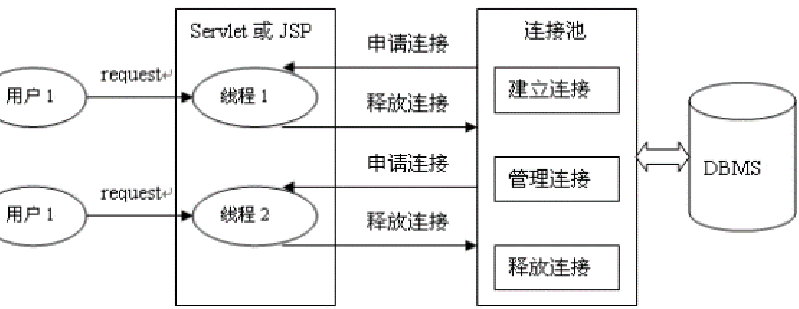 Servlet 或 JSP
连接池
申请连接
request
用户 1
线程 1
建立连接
释放连接
申请连接
DBMS
request
管理连接
用户 1
线程 2
释放连接
释放连接